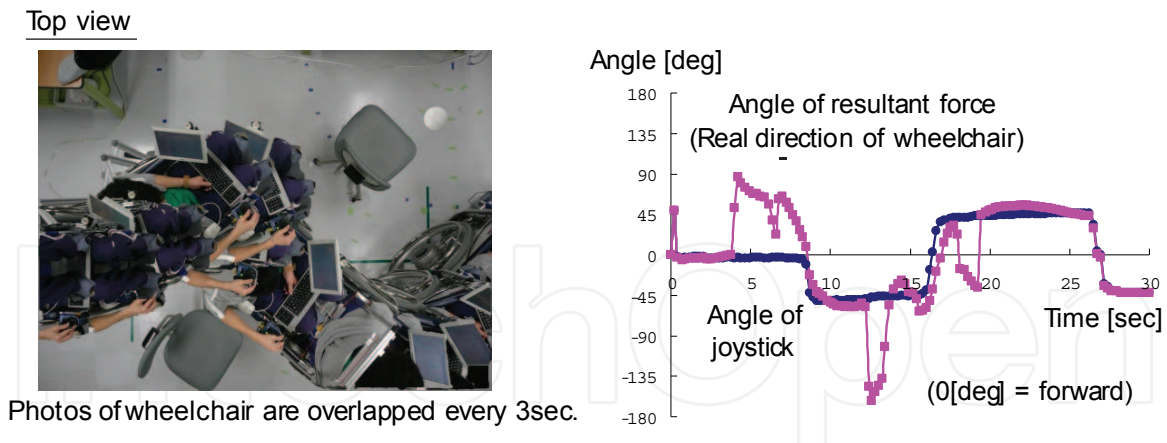 Top view
Photos of wheelchair are overlapped every 3sec.
Angle [deg]
Angle of resultant force
(Real direction of wheelchair)
180
135
90
45
0
-45
-90
-135
-180
0 5 10 15 20 25 30
Angle of
joystick
Time [sec]
(0[deg] = forward)
InTechOpen